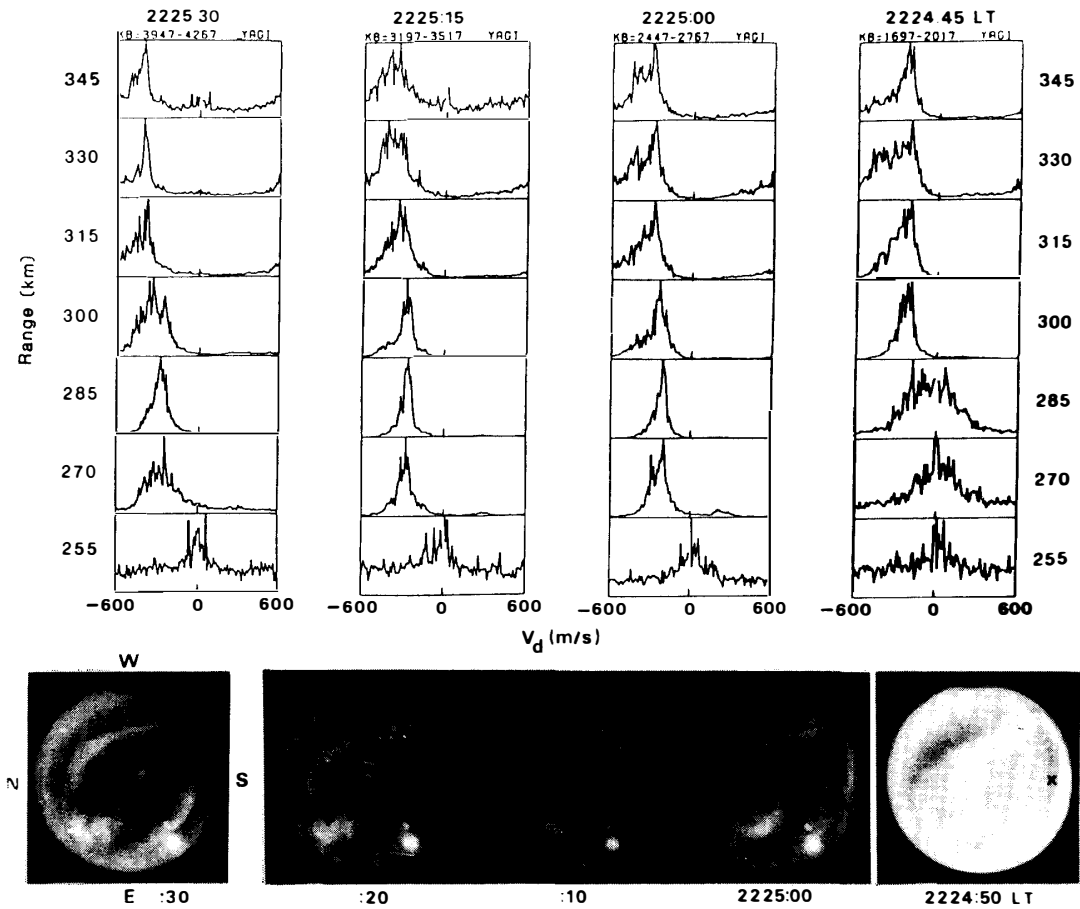 2225 30 2225:15 2225:00 2224:45 LT
KB=3947-4267 YAGI KB=3197-3517 YAGI KB=2447-2767 YAGI KB=1697-2017 YAGI
345 345
330 330
315 315
300 300
285 285
270 270
255 255
Range (km)
-600 0 600 -600 0 600 -600 0 600 -600 0 600
Vd (m/s)
W
N S x
E :30 :20 :10 2225:00 2224:50 LT